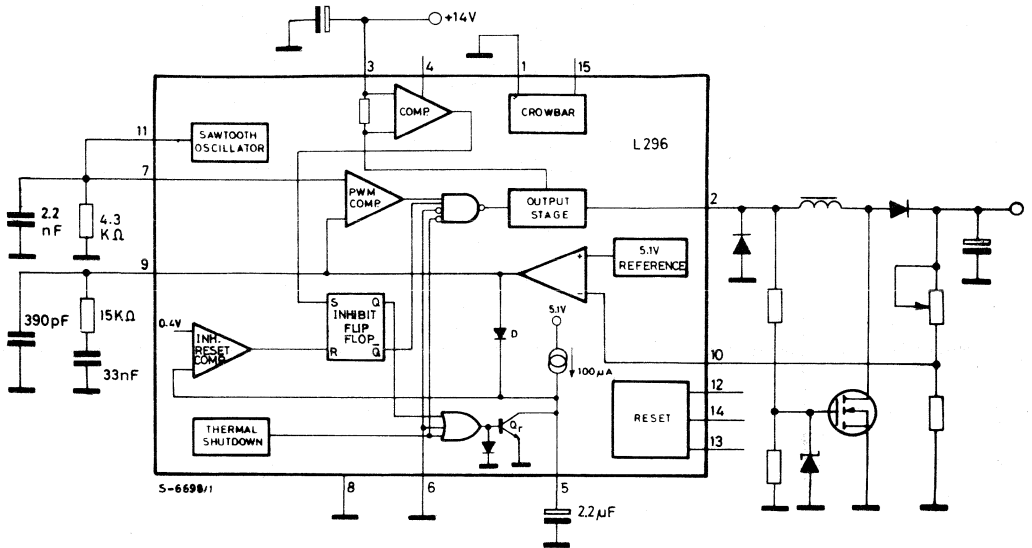 +14V
3
4
1
15
COMP.
CROWBAR
11
SAWTOOTH
OSCILLATOR
L296
7
PWM
COMP.
OUTPUT
STAGE
2
2.2
nF
4.3
KΩ
5.1V
REFERENCE
+
−
9
S Q
INHIBIT
FLIP
FLOP
R Q̅
390pF
15KΩ
0.4V
INH.
RESET
COMP.
D
5.1V
100µA
10
33nF
12
RESET
14
13
THERMAL
SHUTDOWN
Qr
S-6698/1
8
6
5
2.2µF